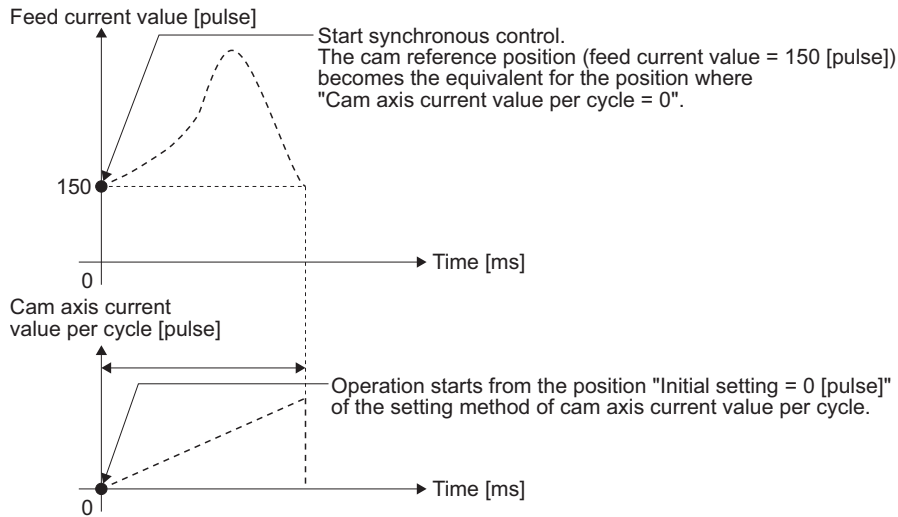 Feed current value [pulse]
Start synchronous control.
The cam reference position (feed current value = 150 [pulse])
becomes the equivalent for the position where
"Cam axis current value per cycle = 0".
150
Time [ms]
0
Cam axis current
value per cycle [pulse]
Operation starts from the position "Initial setting = 0 [pulse]"
of the setting method of cam axis current value per cycle.
Time [ms]
0